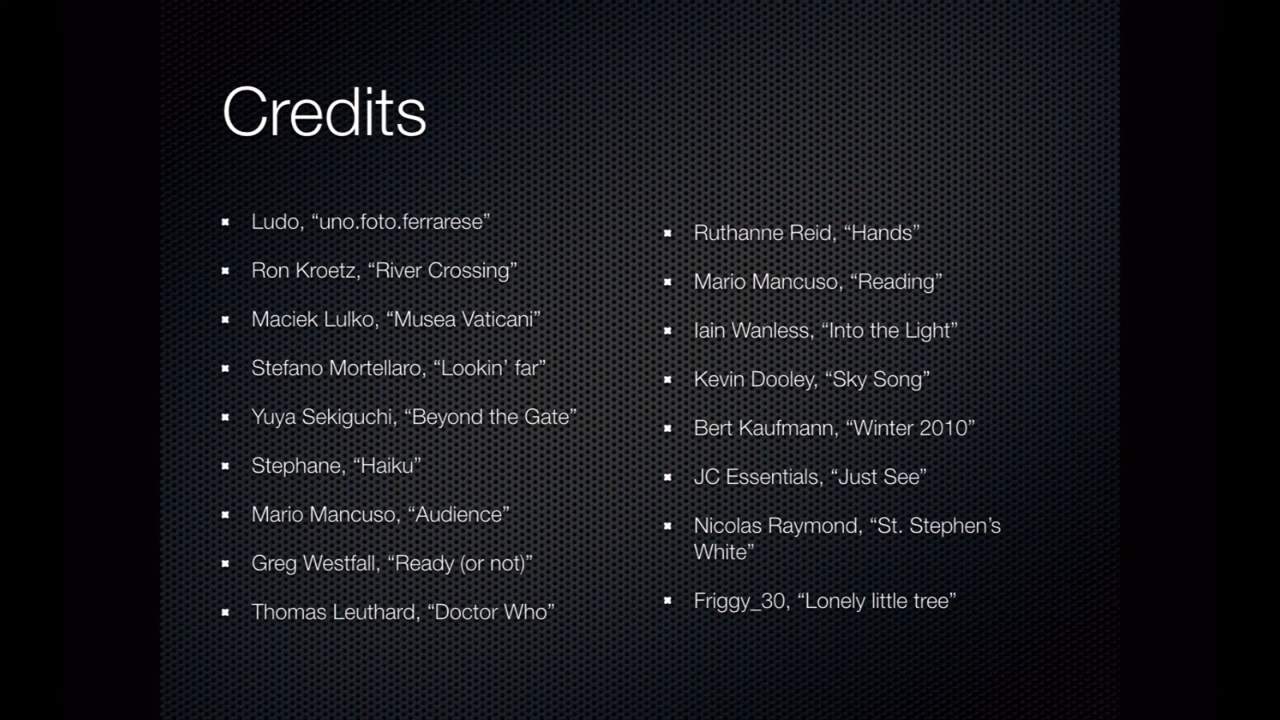 Credits
Ludo, “uno.foto.ferrarese”
Ron Kroetz, “River Crossing”
Maciek Lulko, “Musea Vaticani”
Stefano Mortellaro, “Lookin’ far”
Yuya Sekiguchi, “Beyond the Gate”
Stephane, “Haiku”
Mario Mancuso, “Audience”
Greg Westfall, “Ready (or not)”
Thomas Leuthard, “Doctor Who”
Ruthanne Reid, “Hands”
Mario Mancuso, “Reading”
Iain Wanless, “Into the Light”
Kevin Dooley, “Sky Song”
Bert Kaufmann, “Winter 2010”
JC Essentials, “Just See”
Nicolas Raymond, “St. Stephen’s
White”
Friggy_30, “Lonely little tree”